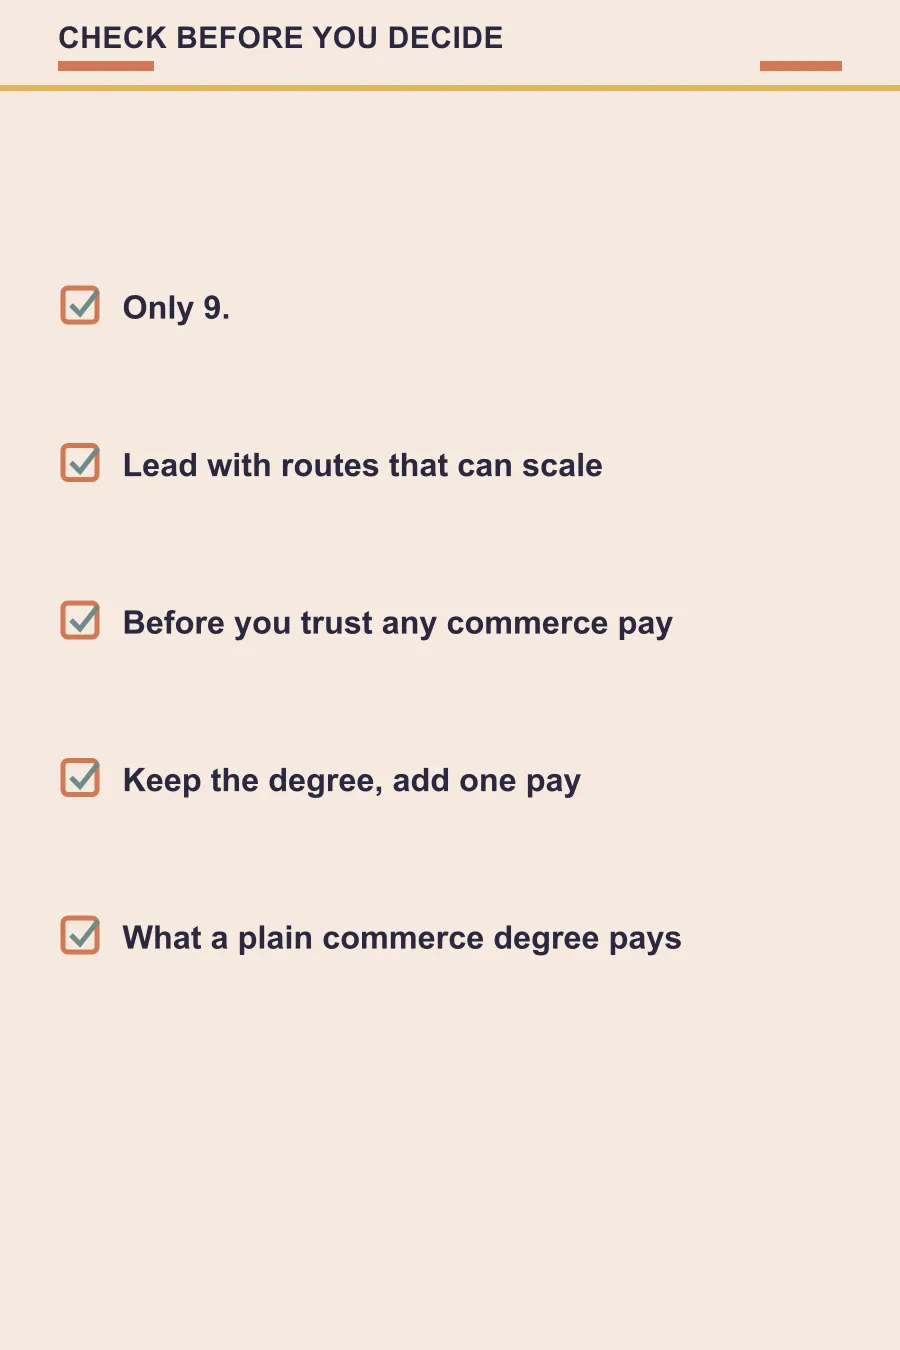 CHECK BEFORE YOU DECIDE
Only 9.
Lead with routes that can scale
Before you trust any commerce pay
Keep the degree, add one pay
What a plain commerce degree pays